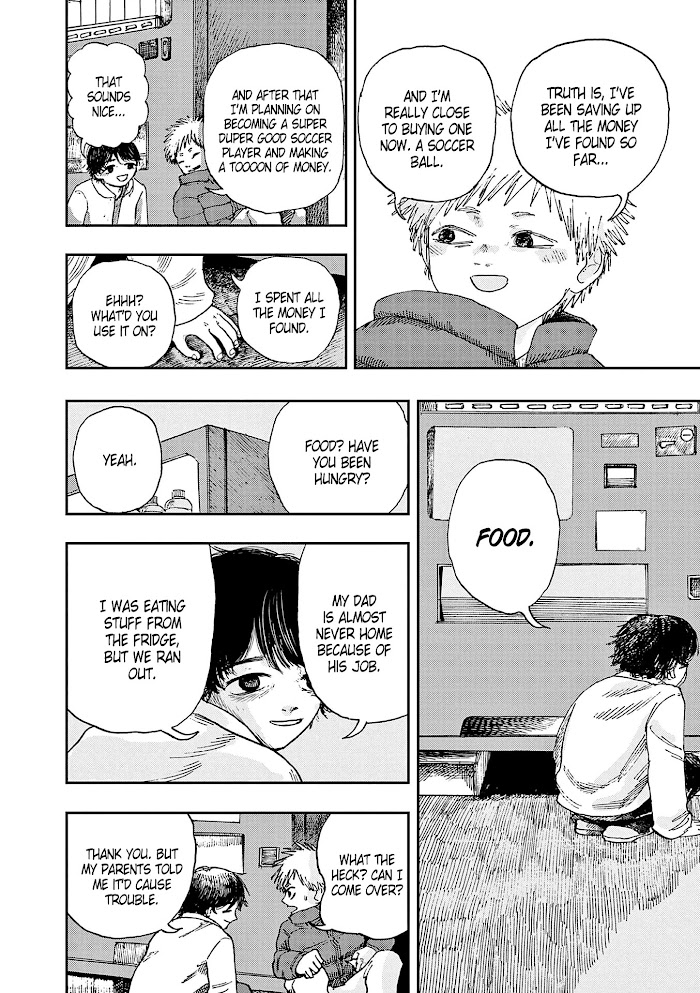 TRUTH IS, I'VE
BEEN SAVING UP
ALL THE MONEY
I'VE FOUND SO
FAR...
AND I'M
REALLY CLOSE
TO BUYING ONE
NOW. A SOCCER
BALL.
AND AFTER THAT
I'M PLANNING ON
BECOMING A SUPER
DUPER GOOD SOCCER
PLAYER AND MAKING
A TOOOON OF MONEY.
THAT
SOUNDS
NICE...
I SPENT ALL
THE MONEY I
FOUND.
EHHH?
WHAT'D YOU
USE IT ON?
FOOD.
FOOD? HAVE
YOU BEEN
HUNGRY?
YEAH.
MY DAD
IS ALMOST
NEVER HOME
BECAUSE OF
HIS JOB.
I WAS EATING
STUFF FROM
THE FRIDGE,
BUT WE RAN
OUT.
WHAT THE
HECK? CAN I
COME OVER?
THANK YOU. BUT
MY PARENTS TOLD
ME IT'D CAUSE
TROUBLE.